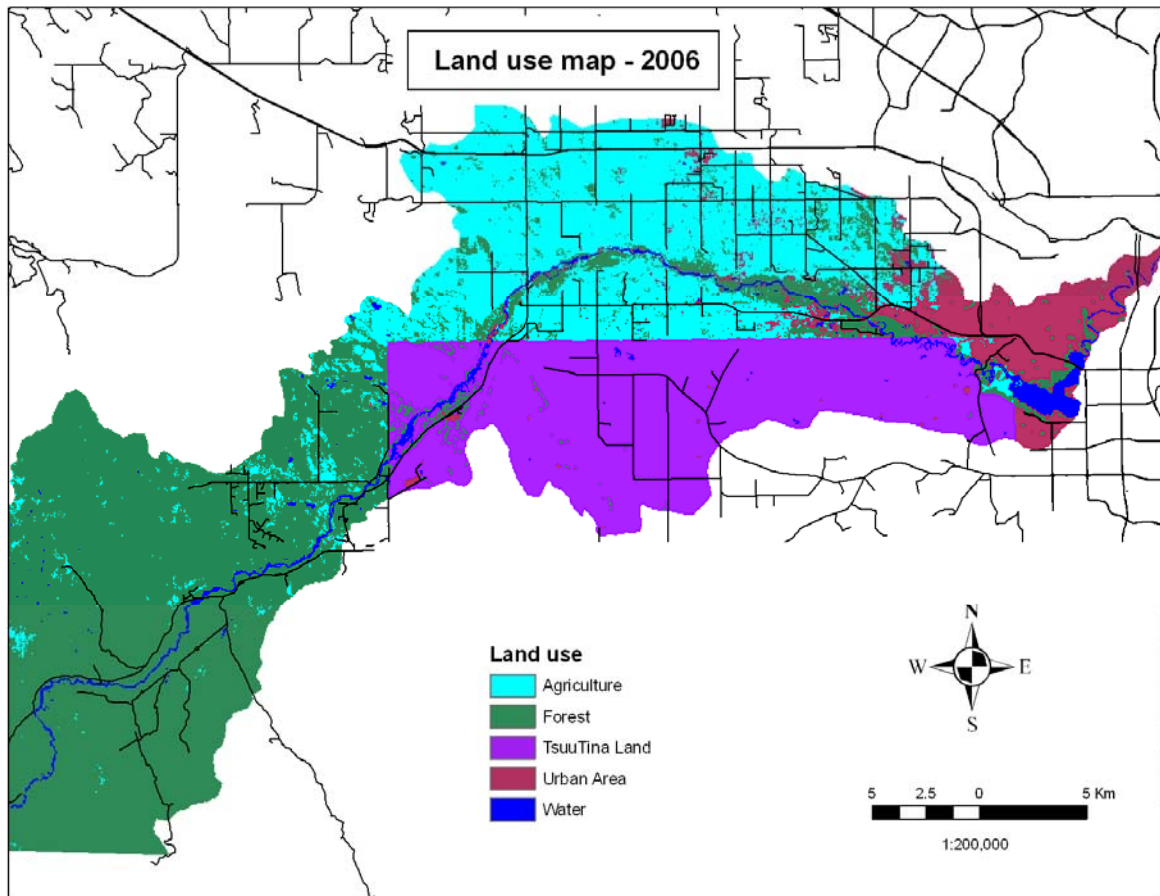 Land use map - 2006
N
W E
S
Land use
Agriculture
Forest
TsuuTina Land
Urban Area
Water
5 2.5 0 5 Km
1:200,000